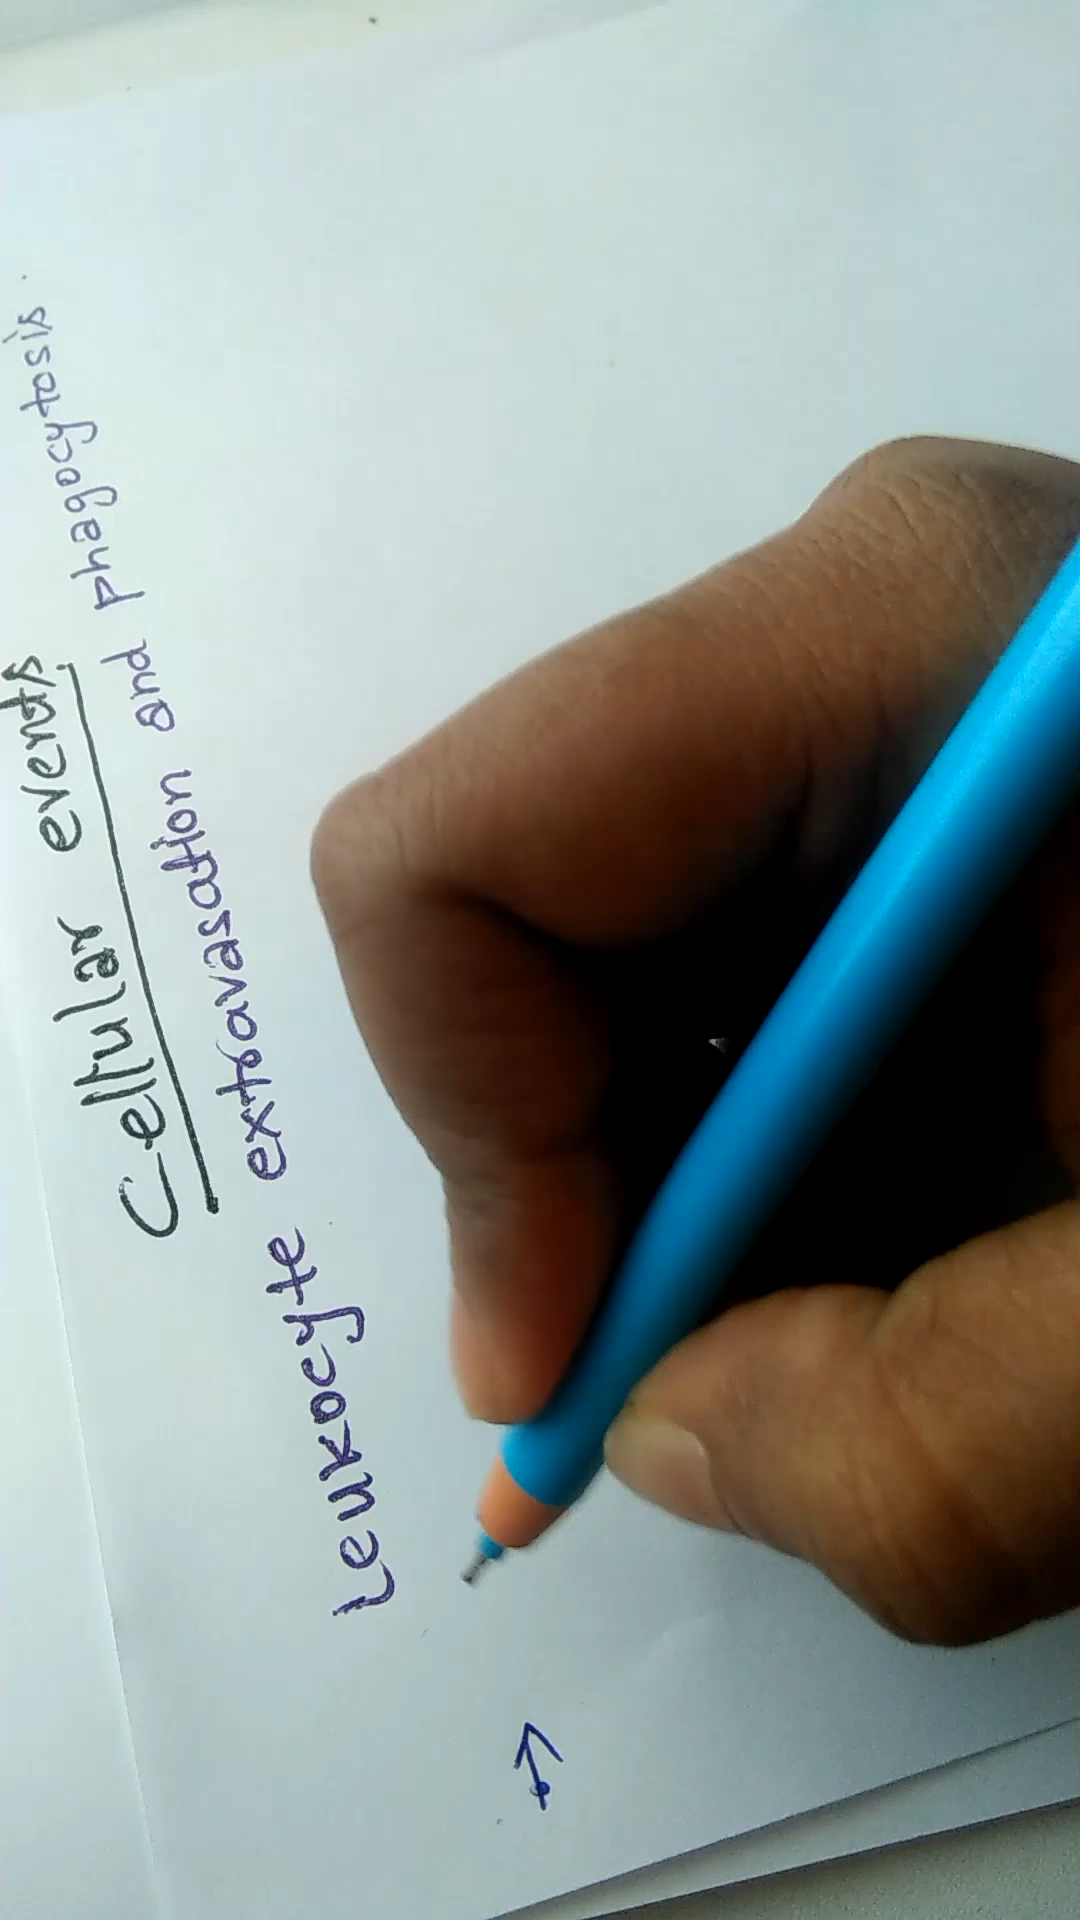 Cellular events
Leukocyte extravasation and phagocytosis.
→